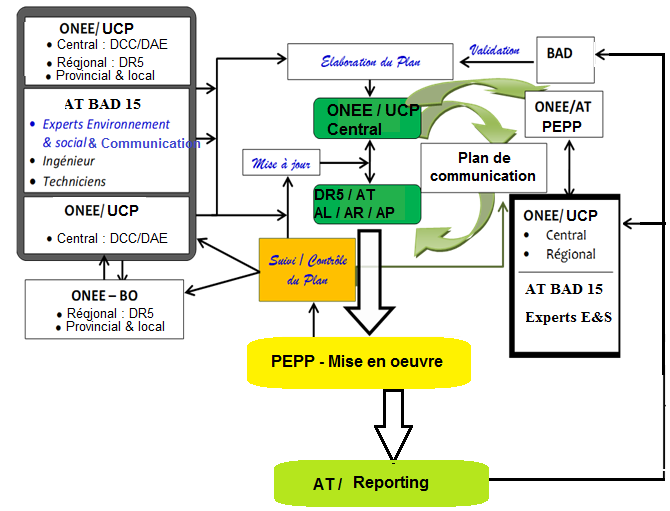 ONEE/ UCP
• Central : DCC/DAE
• Régional : DR5
• Provincial & local
AT BAD 15
• Experts Environnement
& social & Communication
• Ingénieur
• Techniciens
ONEE/UCP
• Central : DCC/DAE
ONEE – BO
• Régional : DR5
• Provincial & local
Elaboration du Plan
Validation
BAD
ONEE / UCP
Central
ONEE/AT
PEPP
Mise à jour
Plan de
communication
DR5 / AT
AL / AR / AP
ONEE/ UCP
• Central
• Régional
AT BAD 15
Experts E&S
Suivi / Contrôle
du Plan
PEPP - Mise en oeuvre
AT / Reporting